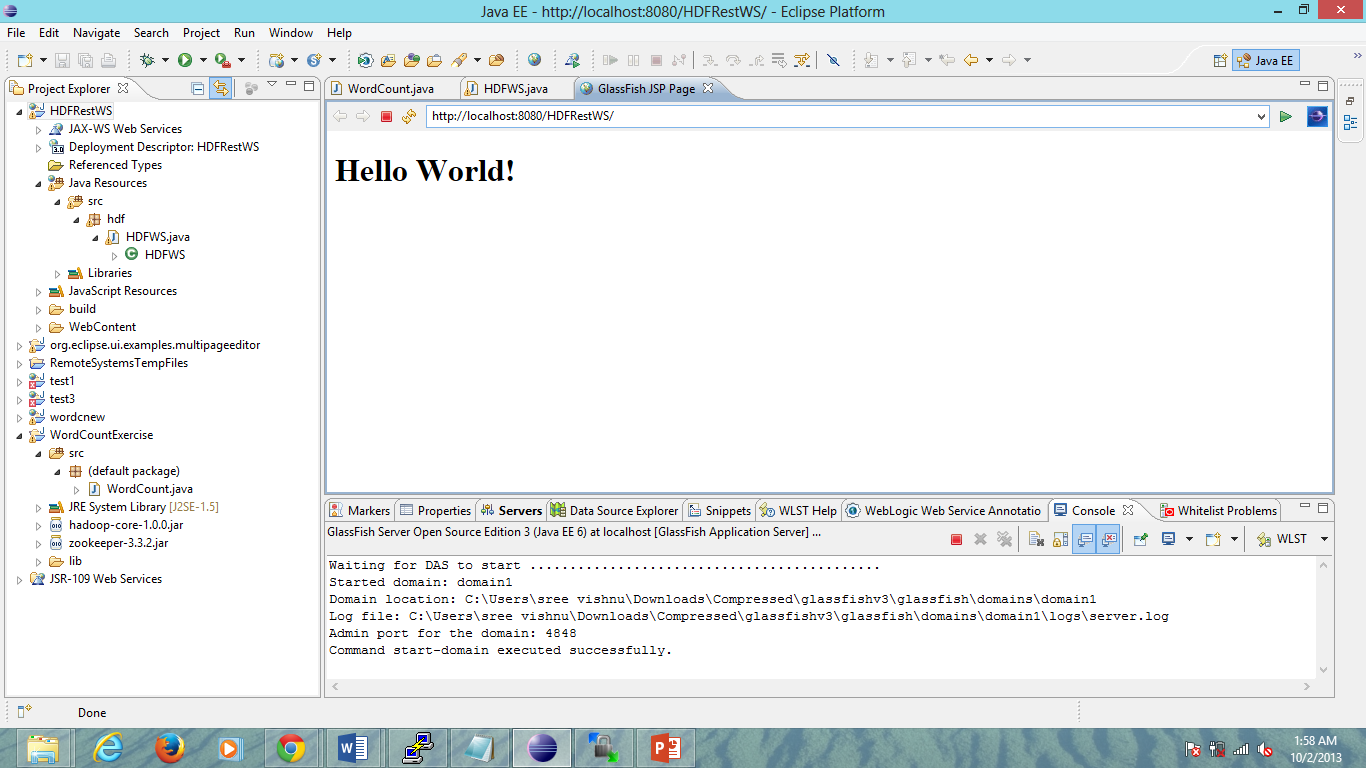 Java EE - http://localhost:8080/HDFRestWS/ - Eclipse Platform
File Edit Navigate Search Project Run Window Help
Java EE
Project Explorer
WordCount.java
HDFWS.java
GlassFish JSP Page
http://localhost:8080/HDFRestWS/
Hello World!
HDFRestWS
JAX-WS Web Services
3.0 Deployment Descriptor: HDFRestWS
Referenced Types
Java Resources
src
hdf
HDFWS.java
HDFWS
Libraries
JavaScript Resources
build
WebContent
org.eclipse.ui.examples.multipageeditor
RemoteSystemsTempFiles
test1
test3
wordcnew
WordCountExercise
src
(default package)
WordCount.java
JRE System Library [J2SE-1.5]
hadoop-core-1.0.0.jar
zookeeper-3.3.2.jar
lib
JSR-109 Web Services
Markers Properties Servers Data Source Explorer Snippets WLST Help WebLogic Web Service Annotatio Console Whitelist Problems
GlassFish Server Open Source Edition 3 (Java EE 6) at localhost [GlassFish Application Server] ...
WLST
Waiting for DAS to start ............................................
Started domain: domain1
Domain location: C:\Users\sree vishnu\Downloads\Compressed\glassfishv3\glassfish\domains\domain1
Log file: C:\Users\sree vishnu\Downloads\Compressed\glassfishv3\glassfish\domains\domain1\logs\server.log
Admin port for the domain: 4848
Command start-domain executed successfully.
Done
1:58 AM
10/2/2013